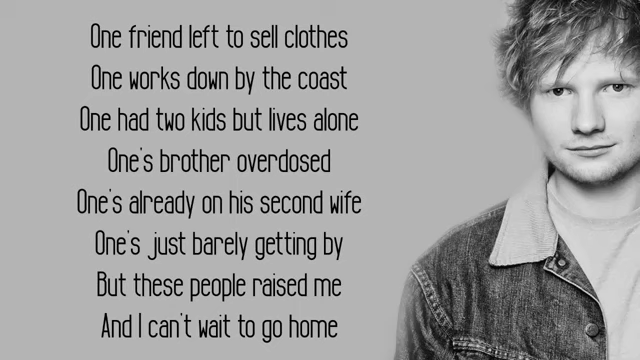 One friend left to sell clothes
One works down by the coast
One had two kids but lives alone
One's brother overdosed
One's already on his second wife
One's just barely getting by
But these people raised me
And I can't wait to go home